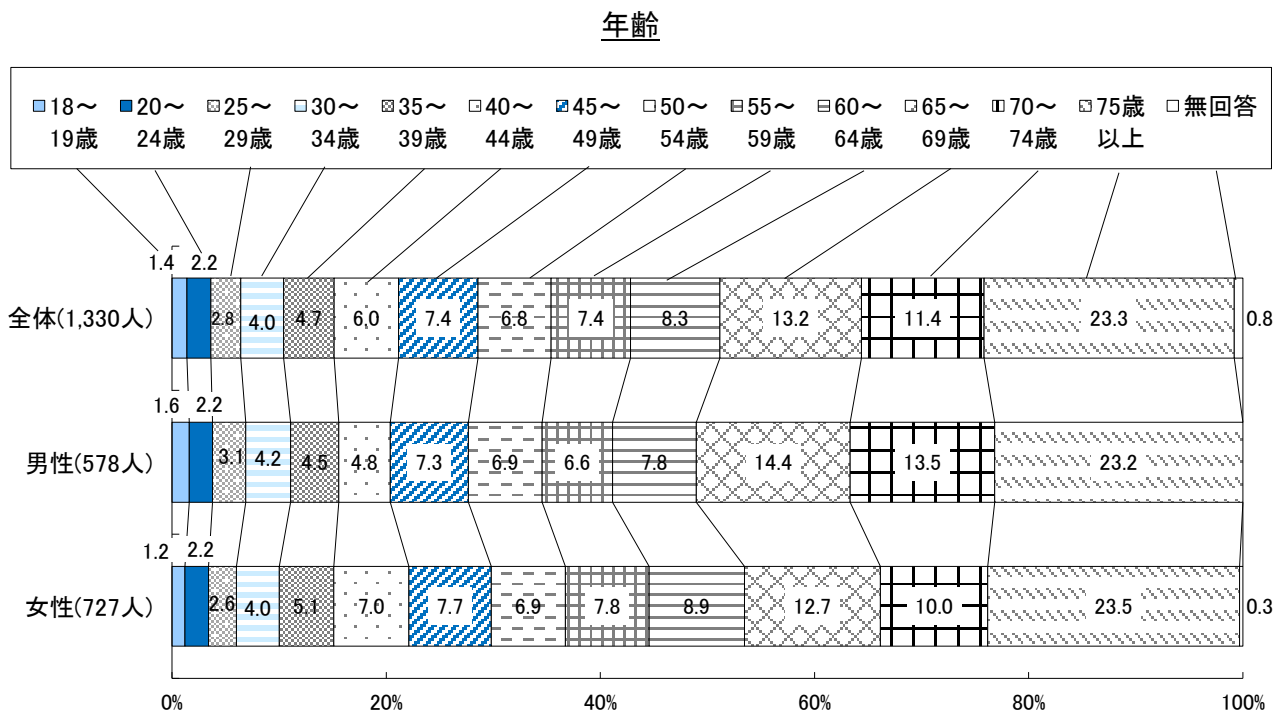 年齢
18～ 20～ 25～ 30～ 35～ 40～ 45～ 50～ 55～ 60～ 65～ 70～ 75歳 無回答
19歳 24歳 29歳 34歳 39歳 44歳 49歳 54歳 59歳 64歳 69歳 74歳 以上
1.4 2.2
全体(1,330人) 2.8 4.0 4.7 6.0 7.4 6.8 7.4 8.3 13.2 11.4 23.3 0.8
1.6 2.2
男性(578人) 3.1 4.2 4.5 4.8 7.3 6.9 6.6 7.8 14.4 13.5 23.2
1.2 2.2
女性(727人) 2.6 4.0 5.1 7.0 7.7 6.9 7.8 8.9 12.7 10.0 23.5 0.3
0% 20% 40% 60% 80% 100%